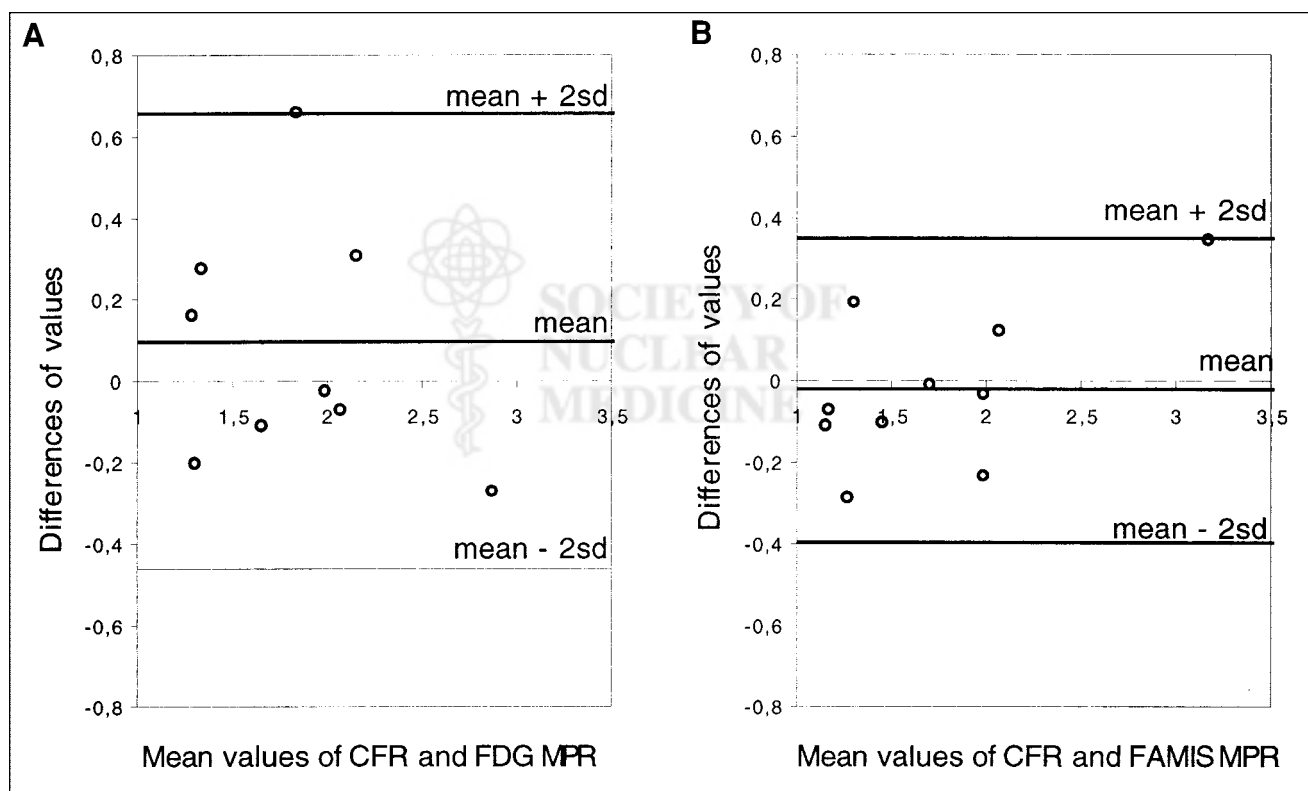 A
0,8
mean + 2sd
0,6
0,4
0,2
mean
0
1
1,5
2
2,5
3
3,5
-0,2
-0,4
mean - 2sd
-0,6
-0,8
Differences of values
Mean values of CFR and FDG MPR
B
0,8
0,6
0,4
mean + 2sd
0,2
mean
0
1
1,5
2
2,5
3
3,5
-0,2
-0,4
mean - 2sd
-0,6
-0,8
Differences of values
Mean values of CFR and FAMIS MPR
SOCIETY OF
NUCLEAR
MEDICINE